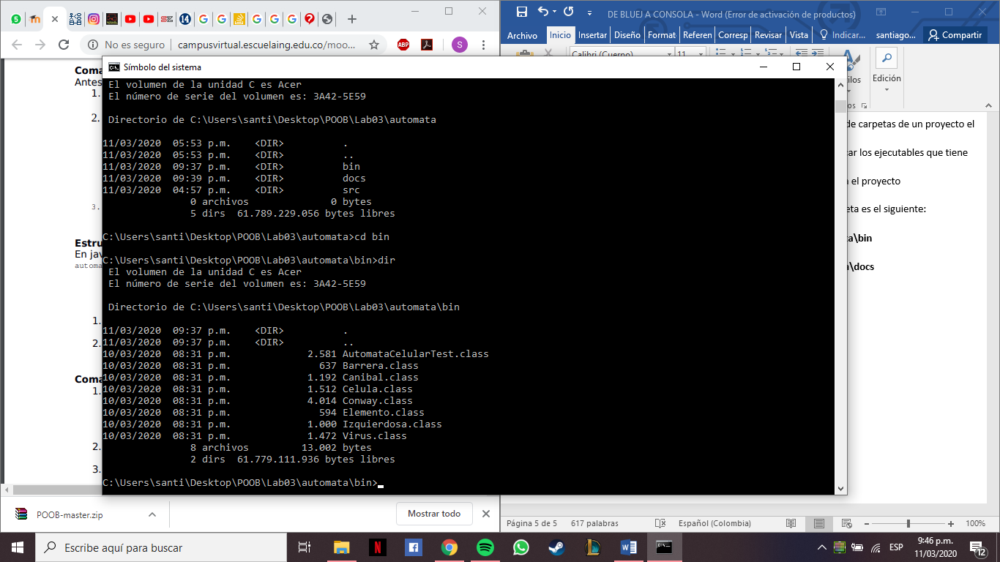 DE BLUEJ A CONSOLA - Word (Error de activación de productos)
No es seguro | campusvirtual.escuelaing.edu.co/moo...
ABP
S
Archivo Inicio Insertar Diseño Format Referen Corresp Revisar Vista Indicar... santiago... Compartir
Calibri (Cuerpo) 11
Edición
Coma
Antes
1.
2.
3.
Estru
En jav
automa
1.
2.
Coma
1.
2.
3.
Símbolo del sistema
El volumen de la unidad C es Acer
El número de serie del volumen es: 3A42-5E59
Directorio de C:\Users\santi\Desktop\POOB\Lab03\automata
11/03/2020 05:53 p.m. <DIR> .
11/03/2020 05:53 p.m. <DIR> ..
11/03/2020 09:37 p.m. <DIR> bin
11/03/2020 09:39 p.m. <DIR> docs
11/03/2020 04:57 p.m. <DIR> src
0 archivos 0 bytes
5 dirs 61.789.229.056 bytes libres
C:\Users\santi\Desktop\POOB\Lab03\automata>cd bin
C:\Users\santi\Desktop\POOB\Lab03\automata\bin>dir
El volumen de la unidad C es Acer
El número de serie del volumen es: 3A42-5E59
Directorio de C:\Users\santi\Desktop\POOB\Lab03\automata\bin
11/03/2020 09:37 p.m. <DIR> .
11/03/2020 09:37 p.m. <DIR> ..
10/03/2020 08:31 p.m. 2.581 AutomataCelularTest.class
10/03/2020 08:31 p.m. 637 Barrera.class
10/03/2020 08:31 p.m. 1.192 Canibal.class
10/03/2020 08:31 p.m. 1.512 Celula.class
10/03/2020 08:31 p.m. 4.014 Conway.class
10/03/2020 08:31 p.m. 594 Elemento.class
10/03/2020 08:31 p.m. 1.000 Izquierdosa.class
10/03/2020 08:31 p.m. 1.472 Virus.class
8 archivos 13.002 bytes
2 dirs 61.779.111.936 bytes libres
C:\Users\santi\Desktop\POOB\Lab03\automata\bin>
de carpetas de un proyecto el
los ejecutables que tiene
el proyecto
es el siguiente:
\bin
\docs
POOB-master.zip
Mostrar todo
Página 5 de 5 617 palabras Español (Colombia) 100%
Escribe aquí para buscar
ESP
9:46 p.m.
11/03/2020
12